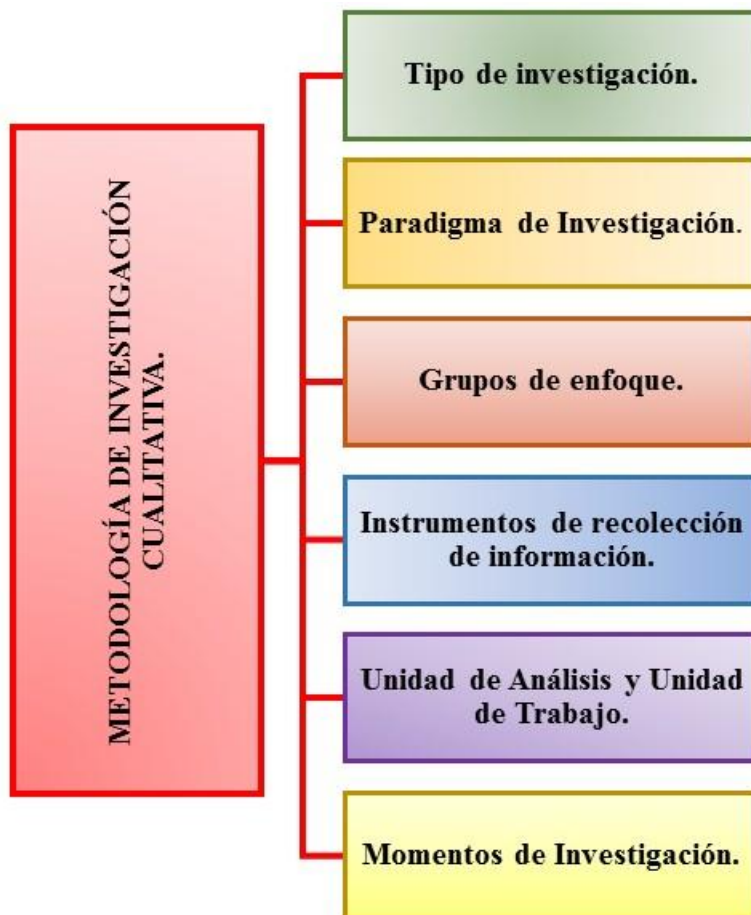 METODOLOGÍA DE INVESTIGACIÓN
CUALITATIVA.
Tipo de investigación.
Paradigma de Investigación.
Grupos de enfoque.
Instrumentos de recolección
de información.
Unidad de Análisis y Unidad
de Trabajo.
Momentos de Investigación.